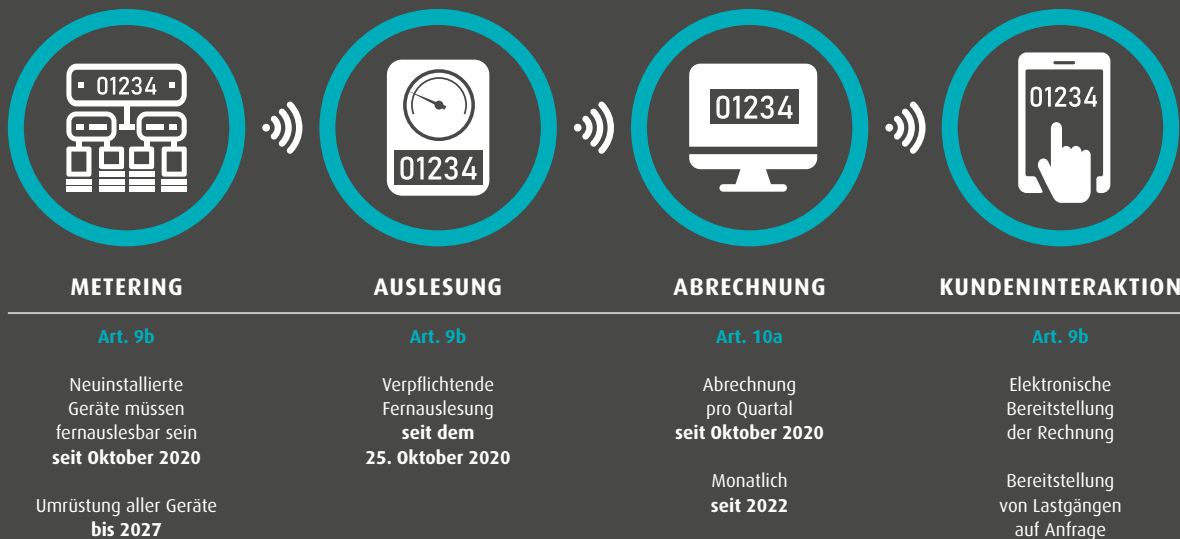 01234
01234
01234
01234
METERING
Art. 9b
Neuinstallierte
Geräte müssen
fernauslesbar sein
seit Oktober 2020
Umrüstung aller Geräte
bis 2027
AUSLESUNG
Art. 9b
Verpflichtende
Fernauslesung
seit dem
25. Oktober 2020
ABRECHNUNG
Art. 10a
Abrechnung
pro Quartal
seit Oktober 2020
Monatlich
seit 2022
KUNDENINTERAKTION
Art. 9b
Elektronische
Bereitstellung
der Rechnung
Bereitstellung
von Lastgängen
auf Anfrage